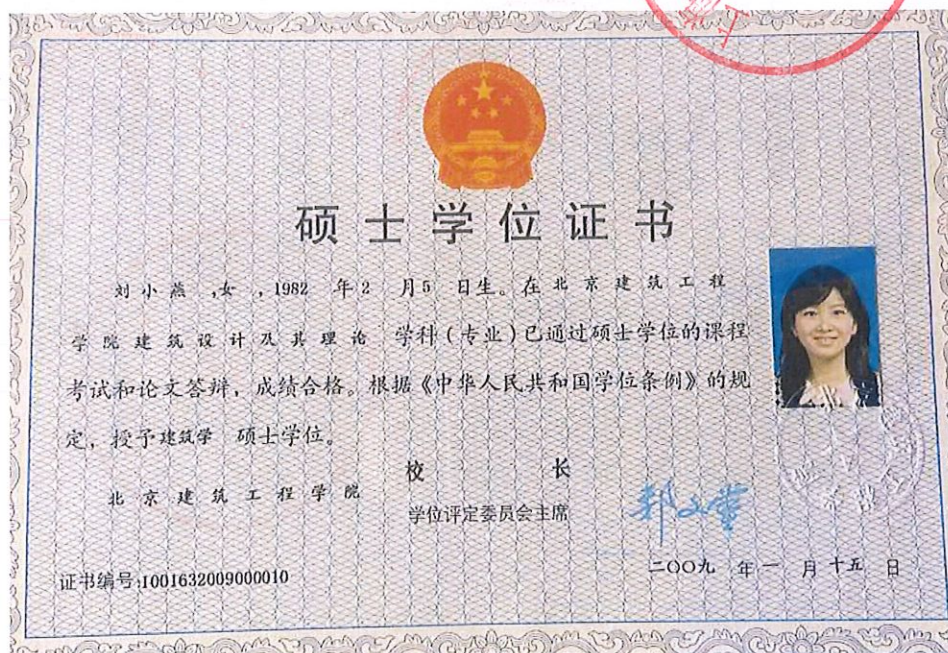 硕士学位证书
刘小燕 ,女 , 1982 年2 月5 日生。在北京建筑工程
学院建筑设计及其理论 学科(专业)已通过硕士学位的课程
考试和论文答辩, 成绩合格。根据《中华人民共和国学位条例》的规
定, 授予建筑学 硕士学位。
校 长
北京建筑工程学院
学位评定委员会主席
证书编号:1001632009000010
二〇〇九 年 一 月 十五 日